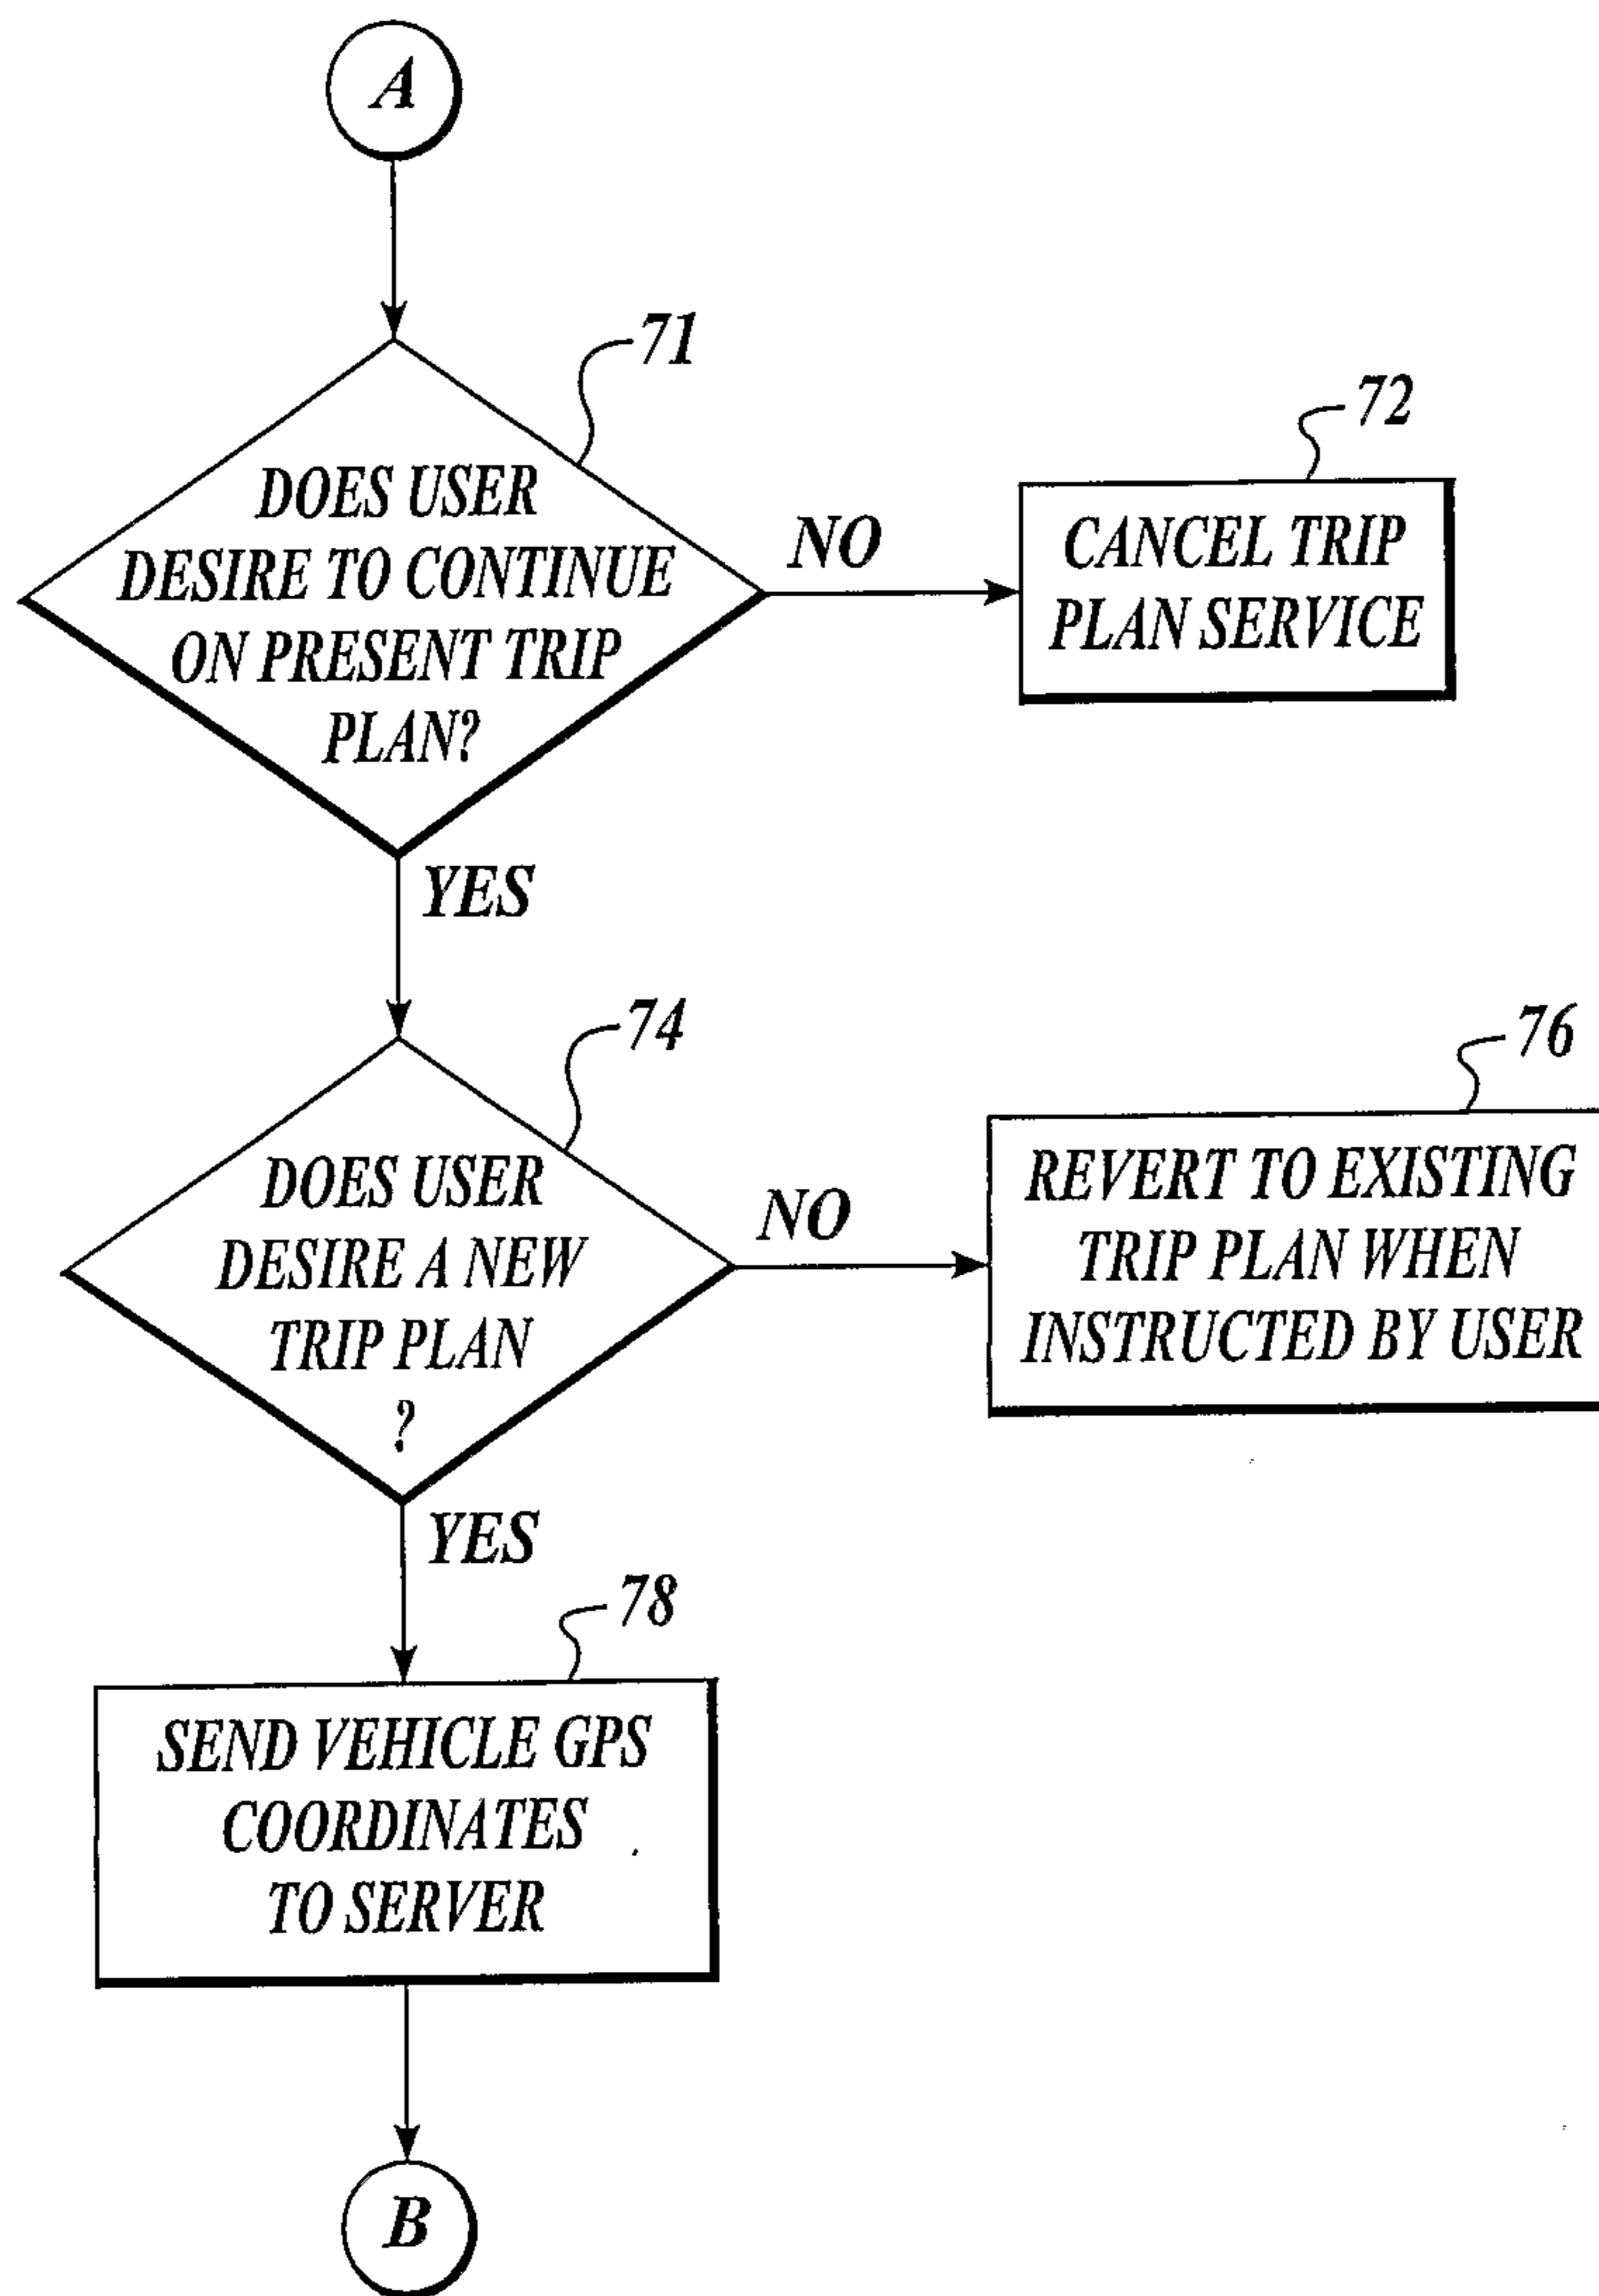 A
71
DOES USER
DESIRE TO CONTINUE
ON PRESENT TRIP
PLAN?
NO
72
CANCEL TRIP
PLAN SERVICE
YES
74
DOES USER
DESIRE A NEW
TRIP PLAN
?
NO
76
REVERT TO EXISTING
TRIP PLAN WHEN
INSTRUCTED BY USER
YES
78
SEND VEHICLE GPS
COORDINATES
TO SERVER
B